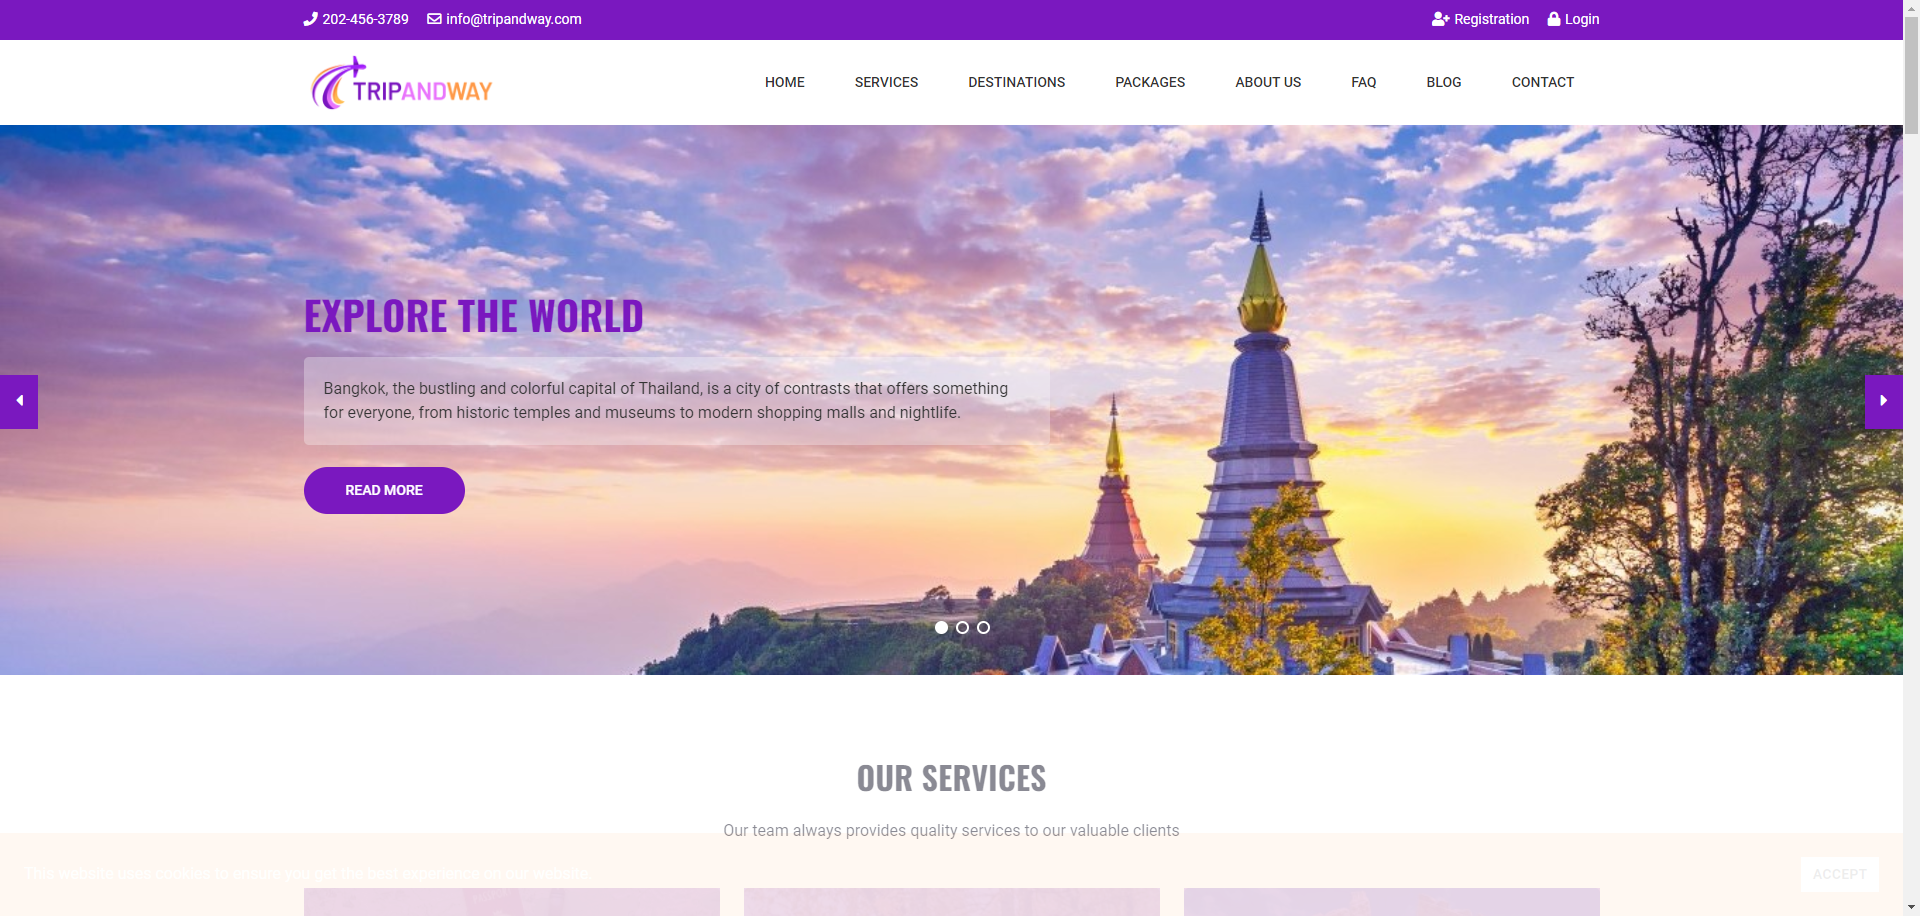 202-456-3789 info@tripandway.com Registration Login
TRIPANDWAY
HOME SERVICES DESTINATIONS PACKAGES ABOUT US FAQ BLOG CONTACT
EXPLORE THE WORLD
Bangkok, the bustling and colorful capital of Thailand, is a city of contrasts that offers something
for everyone, from historic temples and museums to modern shopping malls and nightlife.
READ MORE
OUR SERVICES
Our team always provides quality services to our valuable clients
This website uses cookies to ensure you get the best experience on our website.
ACCEPT